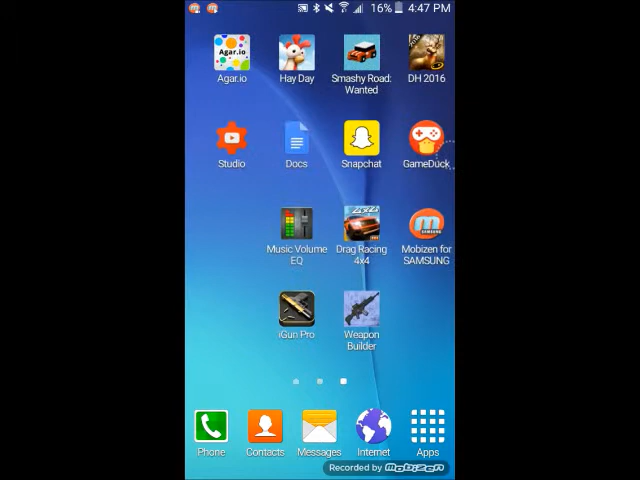 16% 4:47 PM
Agar.io
Agar.io
Hay Day
Smashy Road:
Wanted
DH 2016
Studio
Docs
Snapchat
GameDuck
Music Volume
EQ
Drag Racing
4x4
Mobizen for
SAMSUNG
iGun Pro
Weapon
Builder
Phone
Contacts
Messages
Internet
Apps
Recorded by mobizen